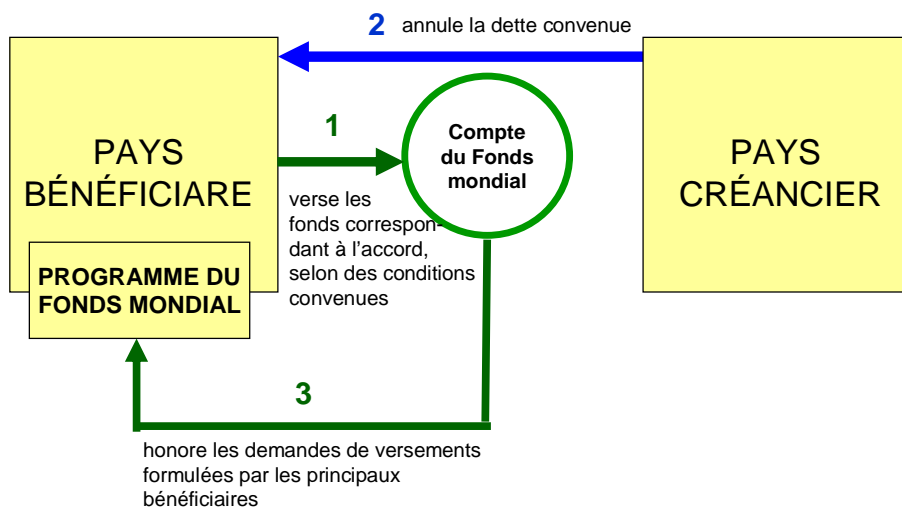 2 annule la dette convenue
PAYS
BÉNÉFICIARE
1
Compte
du Fonds
mondial
PAYS
CRÉANCIER
verse les
fonds correspon-
dant à l'accord,
selon des conditions
convenues
PROGRAMME DU
FONDS MONDIAL
3
honore les demandes de versements
formulées par les principaux
bénéficiaires